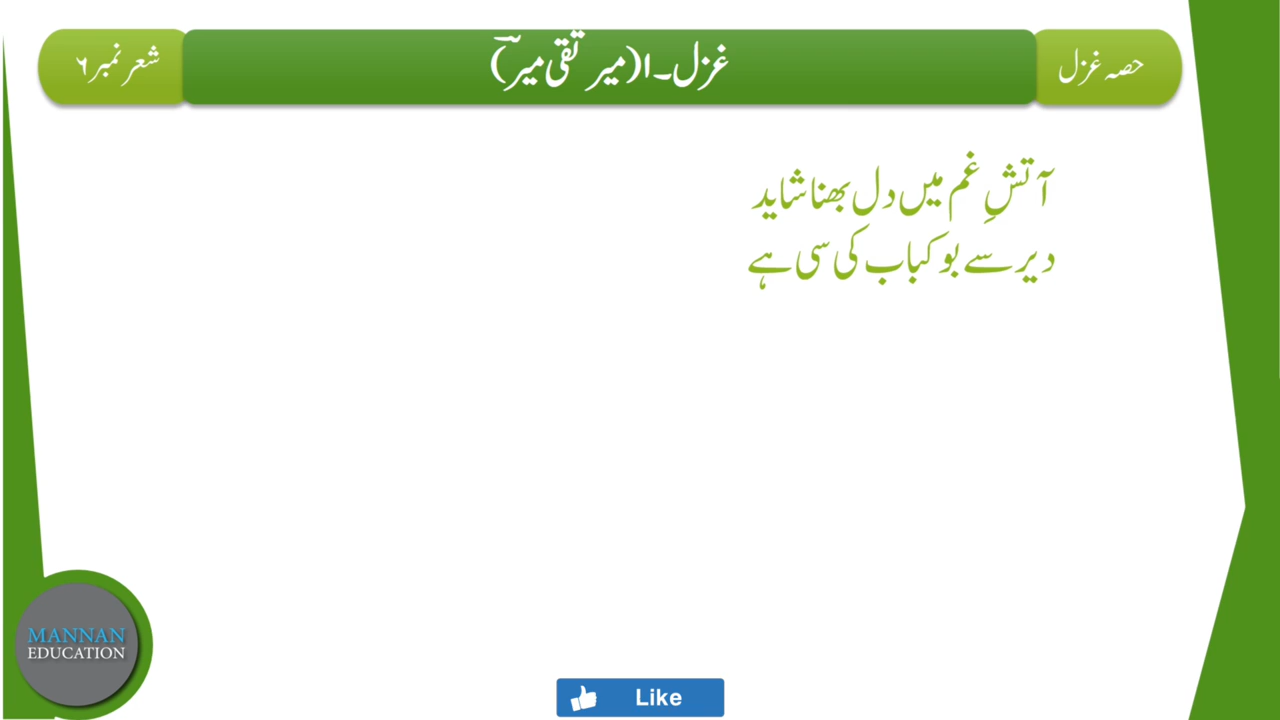 حصہ غزل
غزل۔۱(میر تقی میرؔ)
شعر نمبر ۶
آتشِ غم میں دل بھنا شاید
دیر سے بو کباب کی سی ہے
MANNAN
EDUCATION
Like